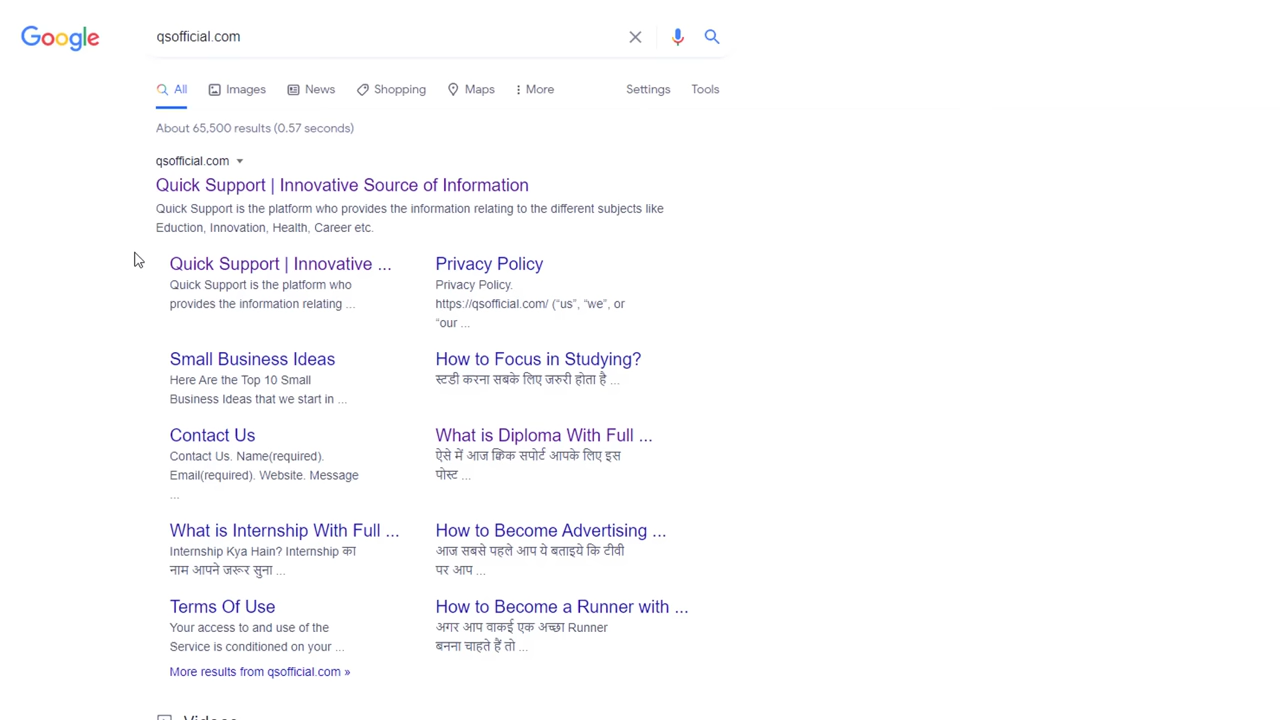 Google
qsofficial.com
All Images News Shopping Maps More Settings Tools
About 65,500 results (0.57 seconds)
qsofficial.com
Quick Support | Innovative Source of Information
Quick Support is the platform who provides the information relating to the different subjects like
Eduction, Innovation, Health, Career etc.
Quick Support | Innovative ...
Quick Support is the platform who
provides the information relating ...
Privacy Policy
Privacy Policy.
https://qsofficial.com/ (“us”, “we”, or
“our ...
Small Business Ideas
Here Are the Top 10 Small
Business Ideas that we start in ...
How to Focus in Studying?
स्टडी करना सबके लिए जरुरी होता है ...
Contact Us
Contact Us. Name(required).
Email(required). Website. Message
...
What is Diploma With Full ...
ऐसे में आज क्विक सपोर्ट आपके लिए इस
पोस्ट ...
What is Internship With Full ...
Internship Kya Hain? Internship का
नाम आपने जरूर सुना ...
How to Become Advertising ...
आज सबसे पहले आप ये बताइये कि टीवी
पर आप ...
Terms Of Use
Your access to and use of the
Service is conditioned on your ...
How to Become a Runner with ...
अगर आप वाकई एक अच्छा Runner
बनना चाहते हैं तो ...
More results from qsofficial.com »
Videos